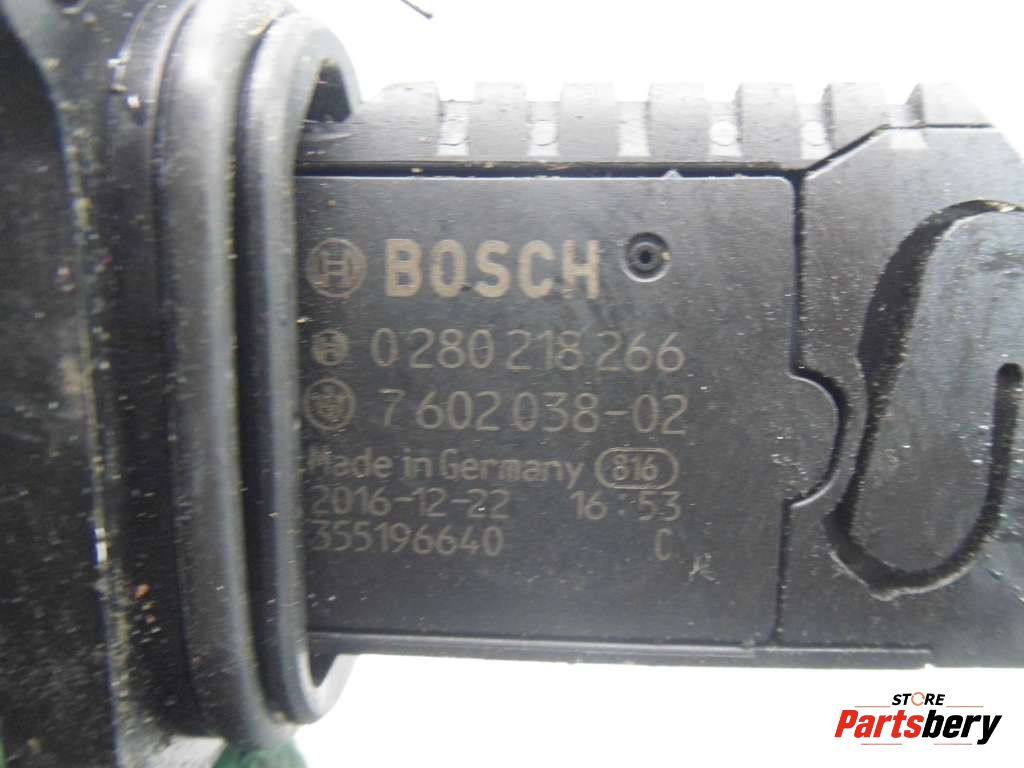 BOSCH
0 280 218 266
7 602 038-02
Made in Germany 816
2016-12-22 16:53
355196640 C
K
STORE
Partsbery